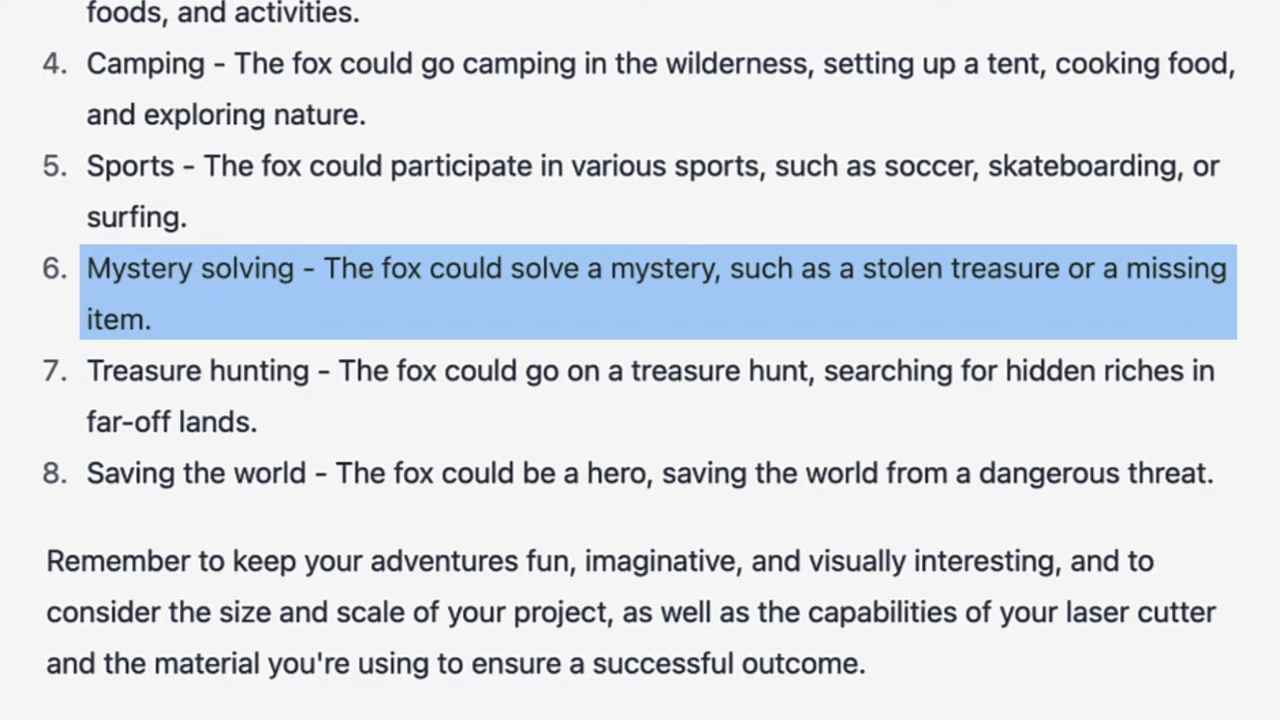 foods, and activities.
4. Camping - The fox could go camping in the wilderness, setting up a tent, cooking food,
and exploring nature.
5. Sports - The fox could participate in various sports, such as soccer, skateboarding, or
surfing.
6. Mystery solving - The fox could solve a mystery, such as a stolen treasure or a missing
item.
7. Treasure hunting - The fox could go on a treasure hunt, searching for hidden riches in
far-off lands.
8. Saving the world - The fox could be a hero, saving the world from a dangerous threat.
Remember to keep your adventures fun, imaginative, and visually interesting, and to
consider the size and scale of your project, as well as the capabilities of your laser cutter
and the material you're using to ensure a successful outcome.